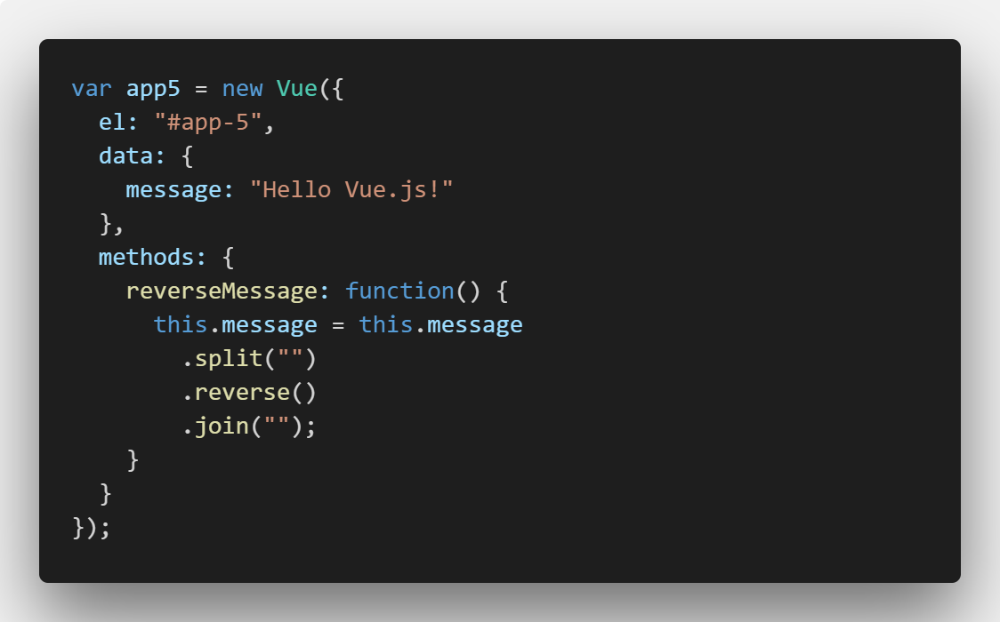 var app5 = new Vue({
  el: "#app-5",
  data: {
    message: "Hello Vue.js!"
  },
  methods: {
    reverseMessage: function() {
      this.message = this.message
        .split("")
        .reverse()
        .join("");
    }
  }
});